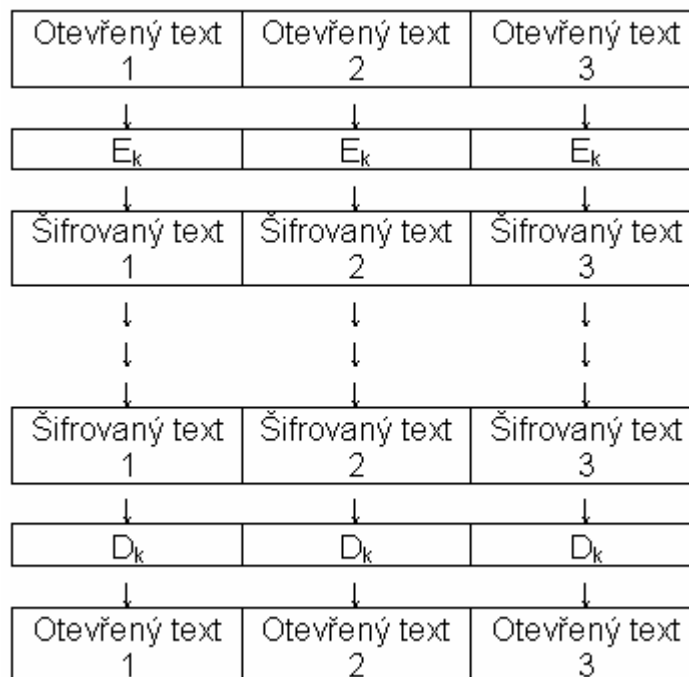 Otevřený text Otevřený text Otevřený text
1 2 3
↓ ↓ ↓
Eₖ Eₖ Eₖ
↓ ↓ ↓
Šifrovaný text Šifrovaný text Šifrovaný text
1 2 3
↓ ↓ ↓
↓ ↓ ↓
↓ ↓ ↓
Šifrovaný text Šifrovaný text Šifrovaný text
1 2 3
↓ ↓ ↓
Dₖ Dₖ Dₖ
↓ ↓ ↓
Otevřený text Otevřený text Otevřený text
1 2 3